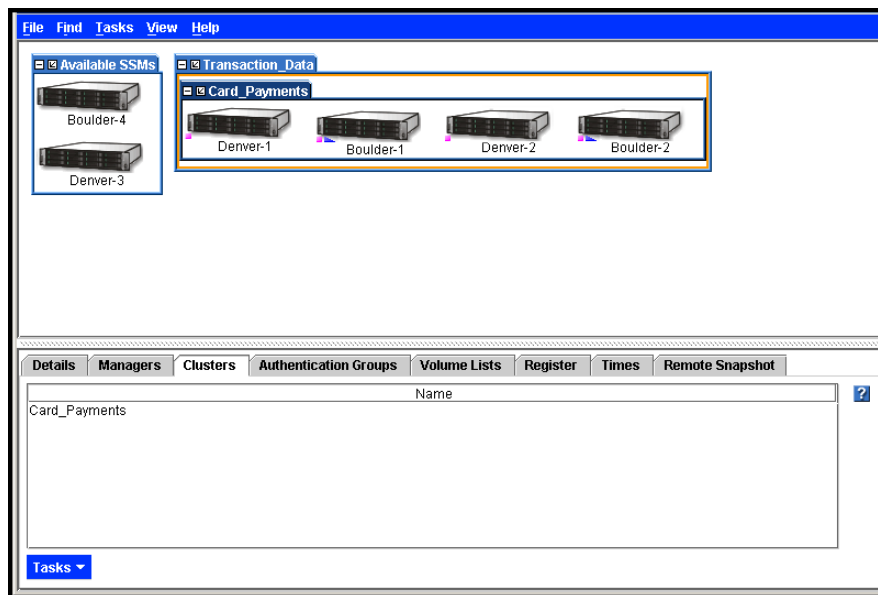 File Find Tasks View Help
Available SSMs
Boulder-4
Denver-3
Transaction_Data
Card_Payments
Denver-1
Boulder-1
Denver-2
Boulder-2
Details Managers Clusters Authentication Groups Volume Lists Register Times Remote Snapshot
Name
?
Card_Payments
Tasks